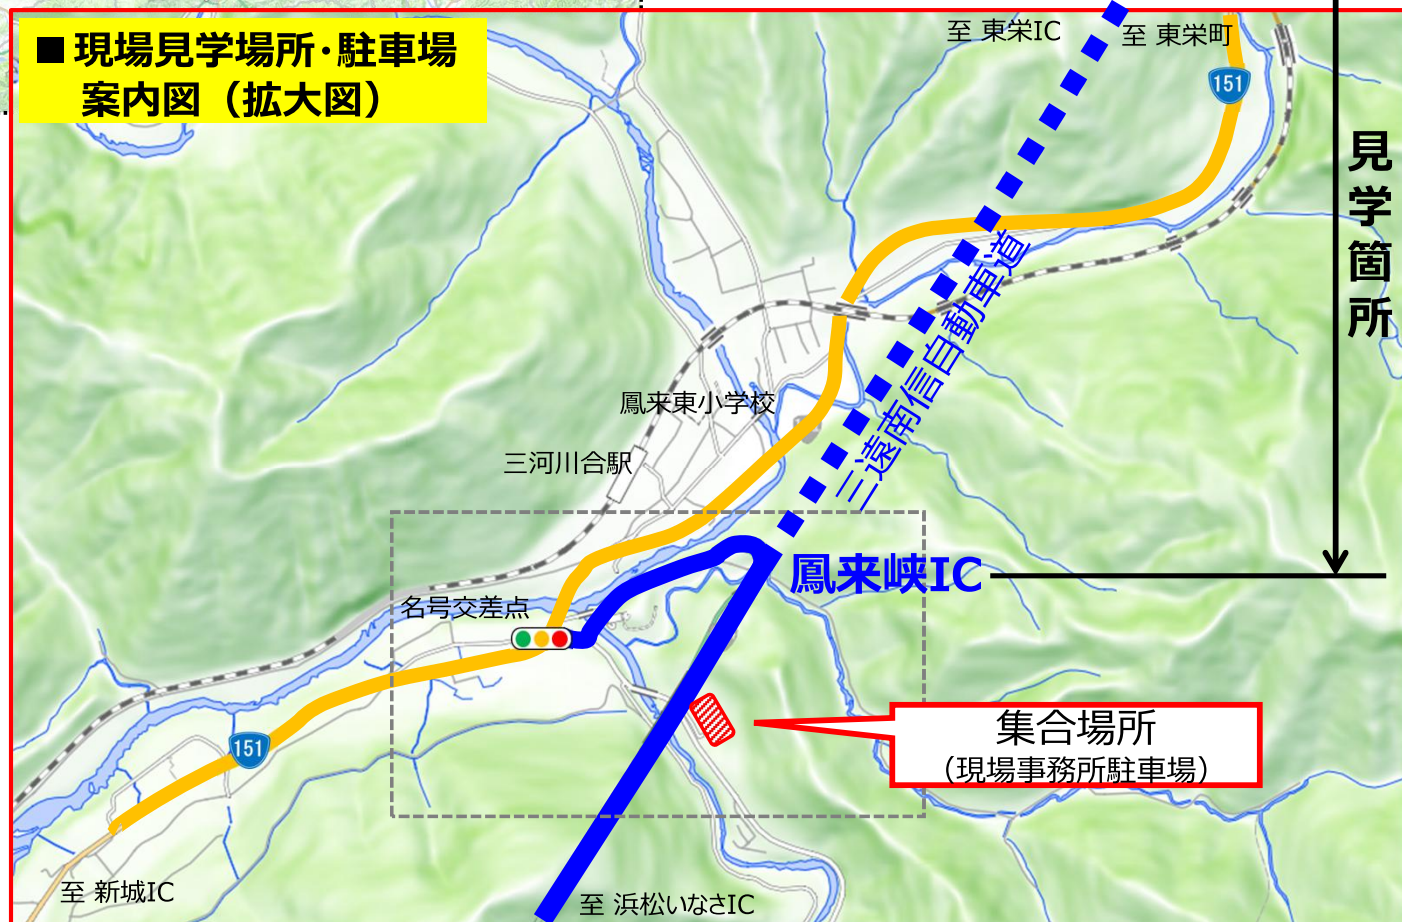 ■ 現場見学場所・駐車場
案内図（拡大図）
至 東栄IC
至 東栄町
151
見学箇所
三遠南信自動車道
鳳来東小学校
三河川合駅
鳳来峡IC
名号交差点
集合場所
（現場事務所駐車場）
151
至 新城IC
至 浜松いなさIC